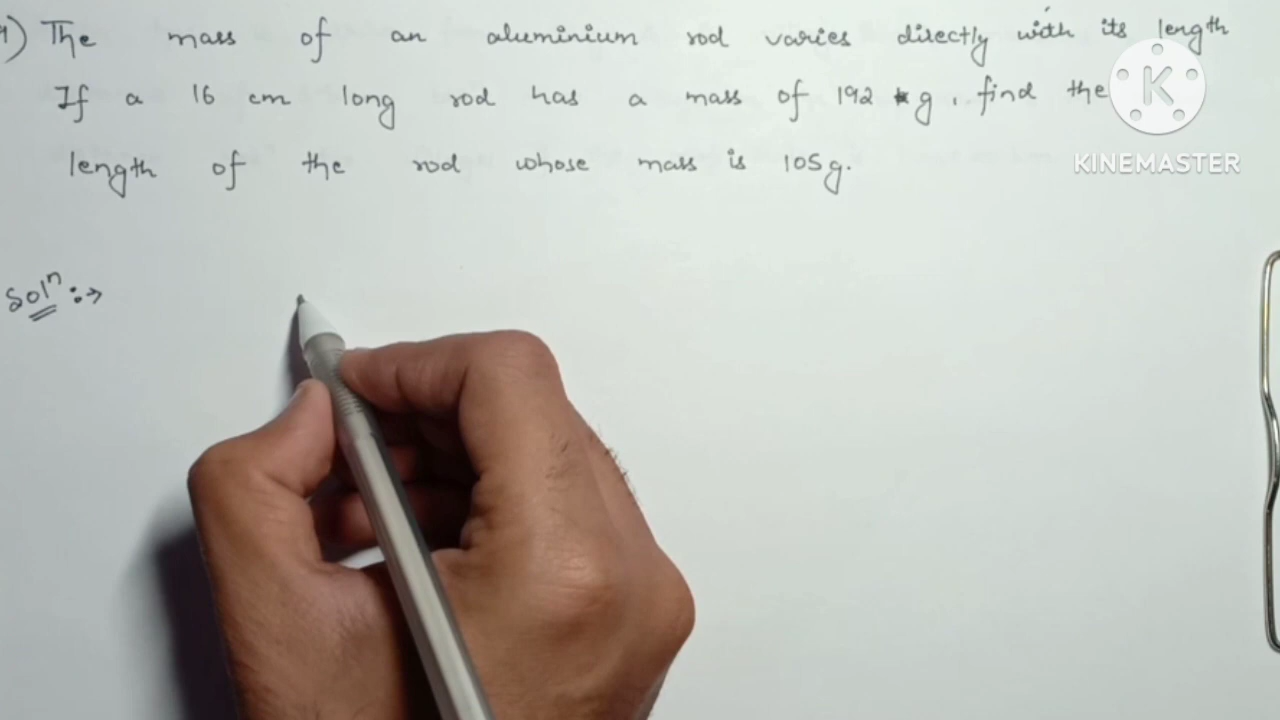 1) The mass of an aluminium rod varies directly with its length
If a 16 cm long rod has a mass of 192 g. find the
length of the rod whose mass is 105g.
K
KINEMASTER
Solⁿ :→